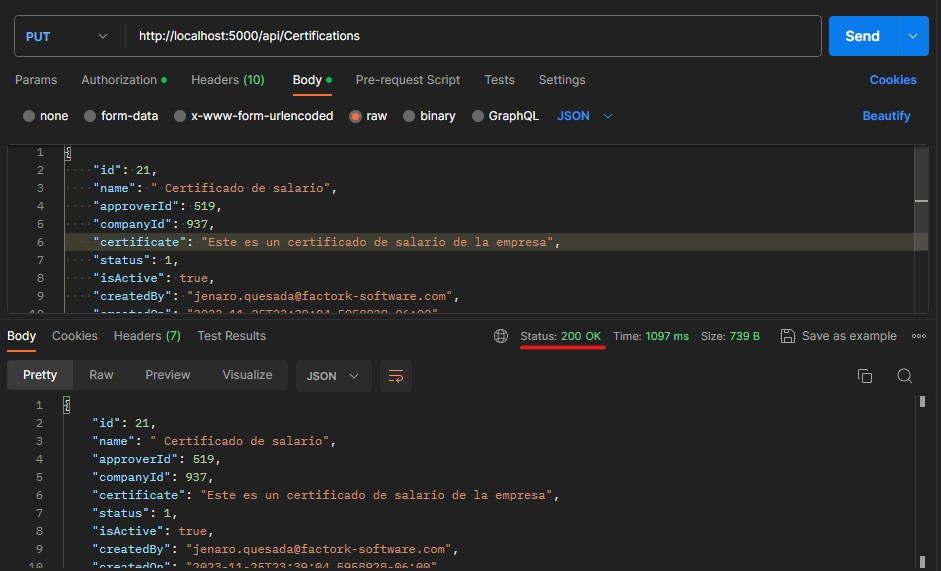 PUT http://localhost:5000/api/Certifications Send
Params Authorization Headers (10) Body Pre-request Script Tests Settings Cookies
none form-data x-www-form-urlencoded raw binary GraphQL JSON Beautify
1 {
2 "id": 21,
3 "name": " Certificado de salario",
4 "approverId": 519,
5 "companyId": 937,
6 "certificate": "Este es un certificado de salario de la empresa",
7 "status": 1,
8 "isActive": true,
9 "createdBy": "jenaro.quesada@factork-software.com",
10 "createdOn": "2023-11-25T23:39:04.5958928-06:00"
Body Cookies Headers (7) Test Results Status: 200 OK Time: 1097 ms Size: 739 B Save as example
Pretty Raw Preview Visualize JSON
1 {
2 "id": 21,
3 "name": " Certificado de salario",
4 "approverId": 519,
5 "companyId": 937,
6 "certificate": "Este es un certificado de salario de la empresa",
7 "status": 1,
8 "isActive": true,
9 "createdBy": "jenaro.quesada@factork-software.com",
10 "createdOn": "2023-11-25T23:39:04.5958928-06:00"